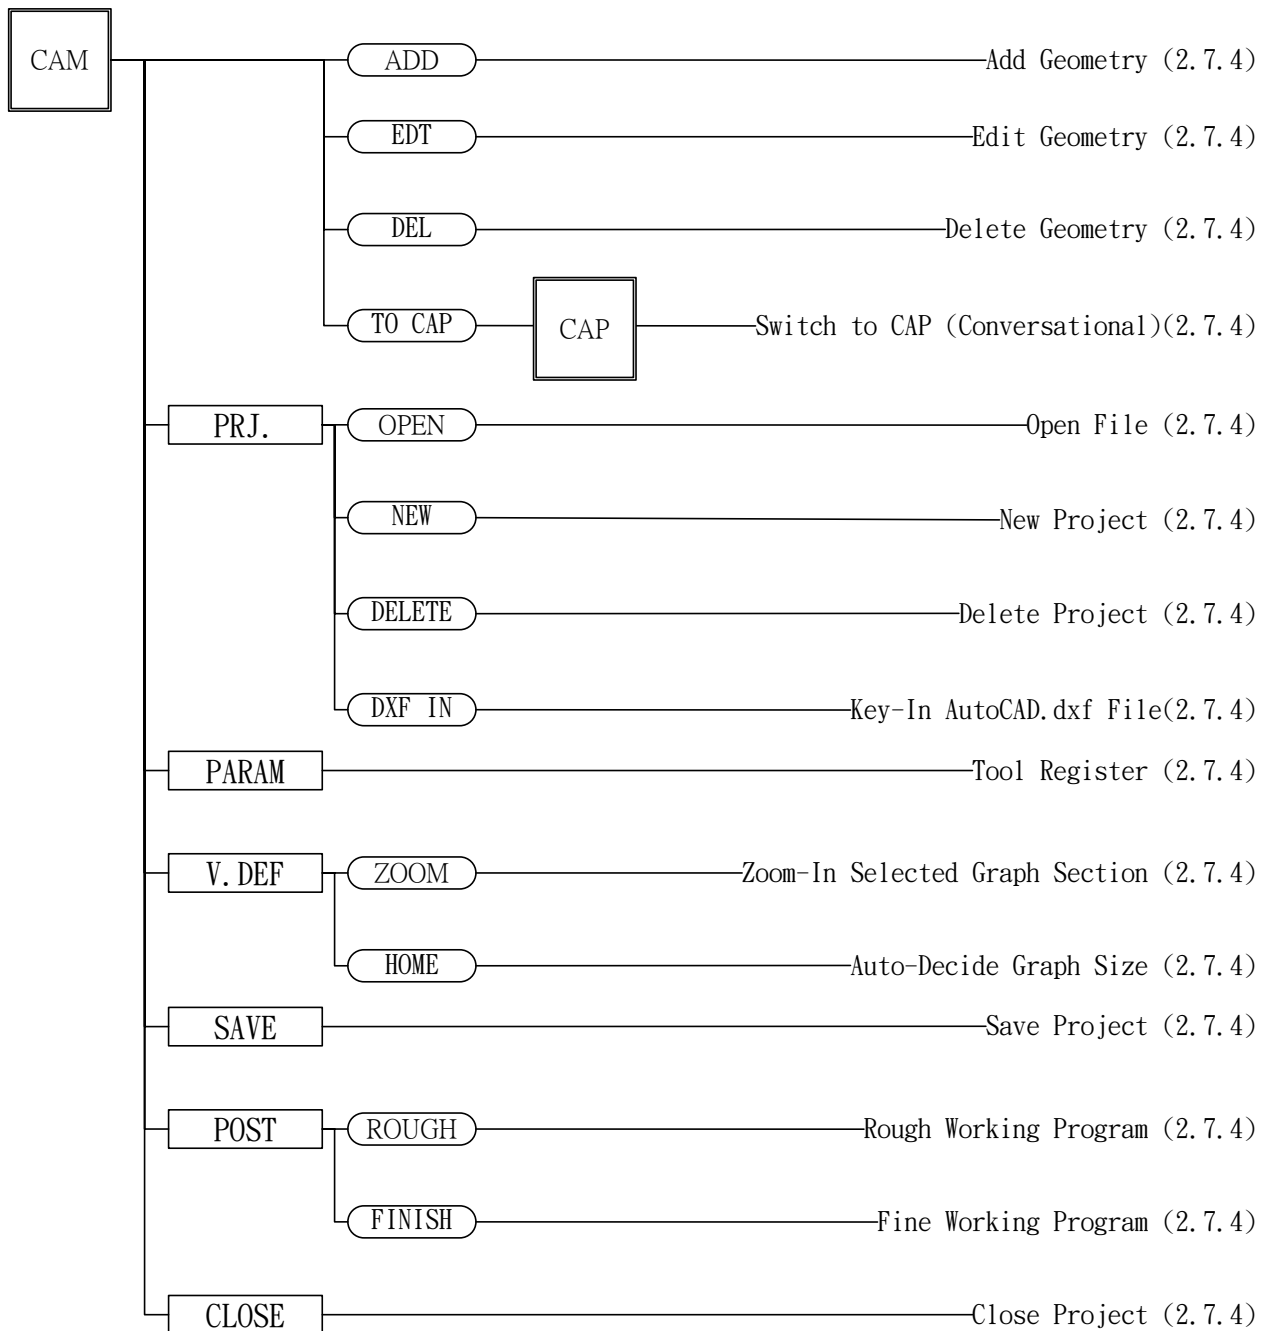 CAM ADD Add Geometry (2.7.4)
EDT Edit Geometry (2.7.4)
DEL Delete Geometry (2.7.4)
TO CAP CAP Switch to CAP (Conversational)(2.7.4)
PRJ. OPEN Open File (2.7.4)
NEW New Project (2.7.4)
DELETE Delete Project (2.7.4)
DXF IN Key-In AutoCAD.dxf File(2.7.4)
PARAM Tool Register (2.7.4)
V.DEF ZOOM Zoom-In Selected Graph Section (2.7.4)
HOME Auto-Decide Graph Size (2.7.4)
SAVE Save Project (2.7.4)
POST ROUGH Rough Working Program (2.7.4)
FINISH Fine Working Program (2.7.4)
CLOSE Close Project (2.7.4)